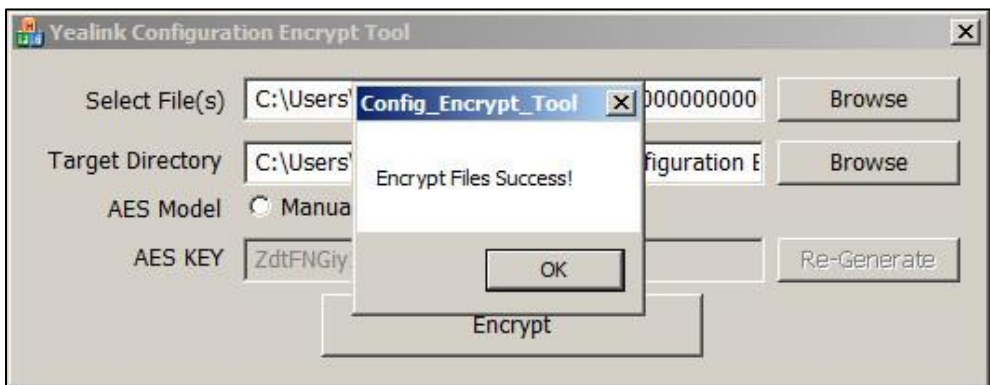 Yealink Configuration Encrypt Tool
Select File(s) C:\Users\ 000000000 Browse
Config_Encrypt_Tool
Target Directory C:\Users\ figuration E Browse
Encrypt Files Success!
AES Model Manua
AES KEY ZdtFNGiy Re-Generate
OK
Encrypt